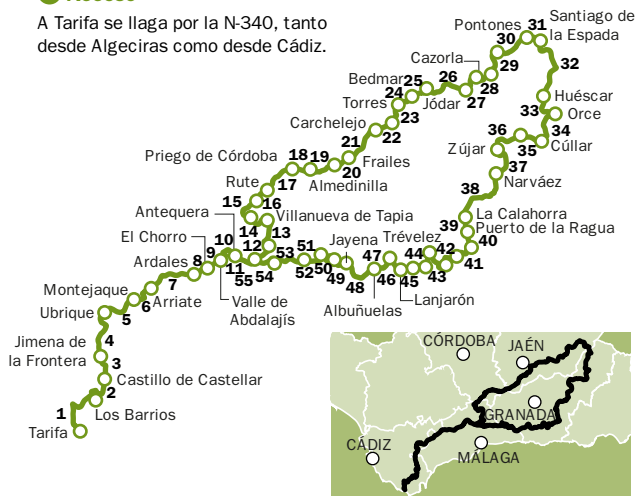 A Tarifa se llaga por la N-340, tanto
desde Algeciras como desde Cádiz.
Pontones
31
Santiago de
la Espada
30
Cazorla
29
32
Bedmar
25
26
28
24
Jódar
27
Torres
23
33
Huéscar
Orce
Carchelejo
22
34
36
35
Cúllar
21
Zújar
Priego de Córdoba
18
19
20
Frailes
37
Narváez
Almedinilla
17
38
Rute
16
15
La Calahorra
Antequera
14
Villanueva de Tapia
39
Puerto de la Ragua
13
El Chorro
10
Jayena
47
Trévelez
40
Ardales
8
9
12
53
51
44
42
11
55
54
52
50
49
48
46
45
43
41
7
Valle de
Abdalajís
Albuñuelas
Lanjarón
Montejaque
6
Arriate
Ubrique
5
4
Jimena de
la Frontera
3
Castillo de Castellar
2
1
Los Barrios
Tarifa
CÓRDOBA
JAÉN
GRANADA
CÁDIZ
MÁLAGA